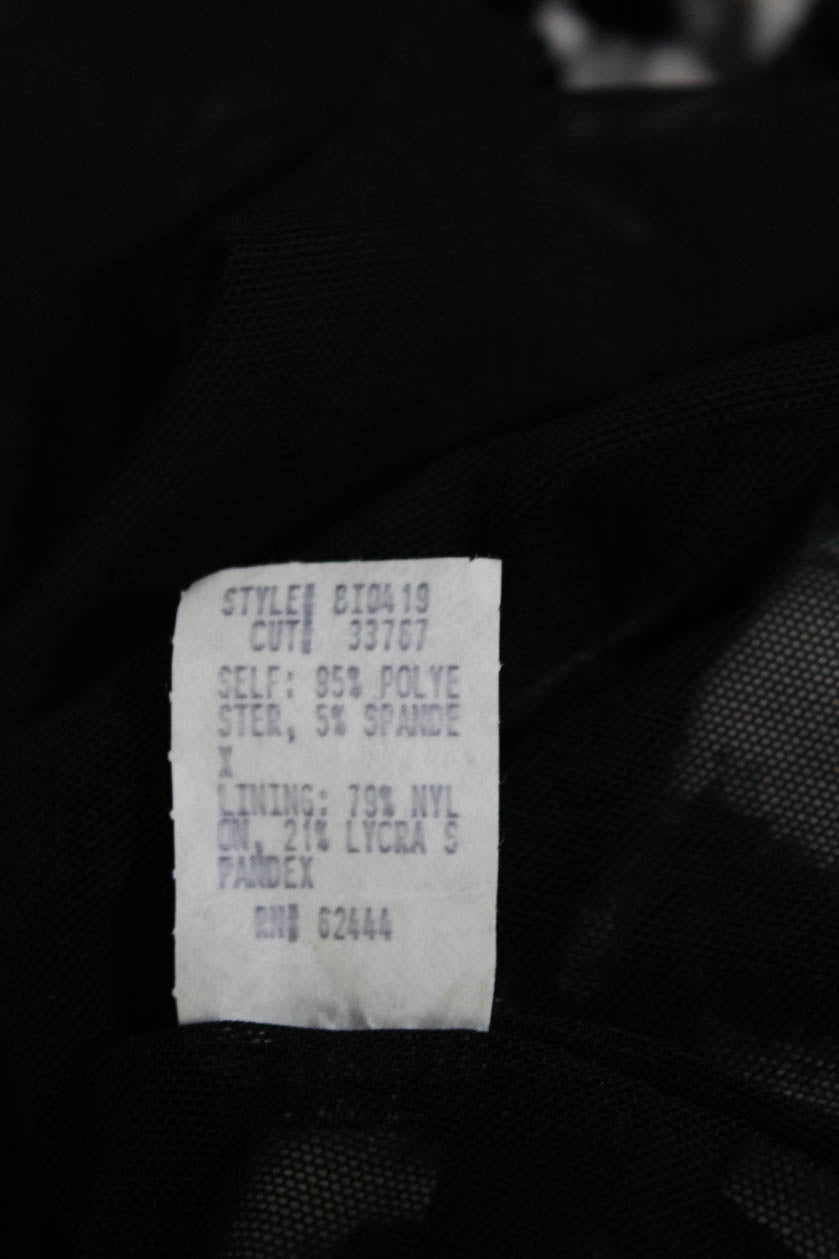 STYLE# BI0419
CUT# 33767
SELF: 95% POLYE
STER, 5% SPANDE
X
LINING: 79% NYL
ON, 21% LYCRA S
PANDEX
RN# 62444